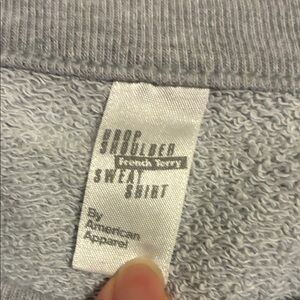 DROP
SHOULDER
French Terry
SWEAT
SHIRT
By
American
Apparel